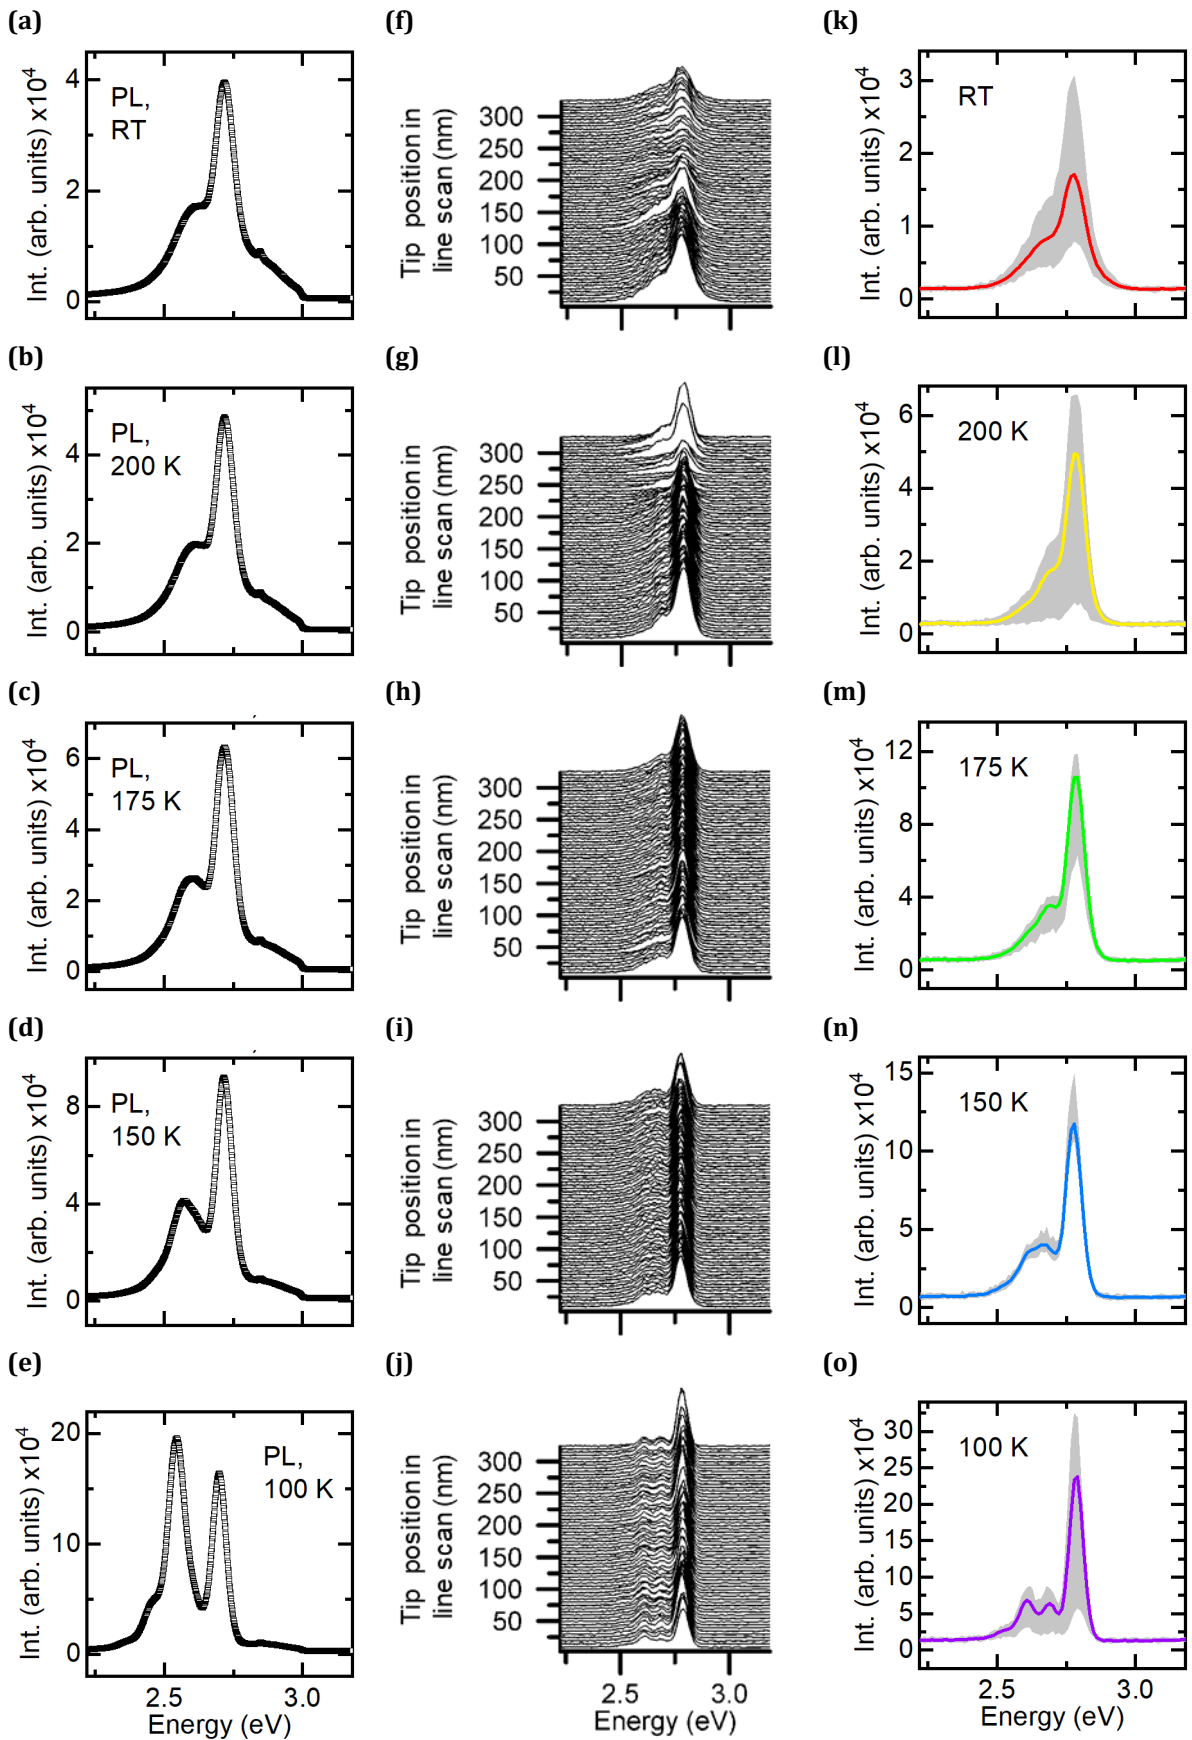 (a)
Int. (arb. units) x10⁴
4
2
0
PL,
RT
(f)
Tip position in
line scan (nm)
300
250
200
150
100
50
(k)
Int. (arb. units) x10⁴
3
2
1
0
RT
(b)
Int. (arb. units) x10⁴
4
2
0
PL,
200 K
(g)
Tip position in
line scan (nm)
300
250
200
150
100
50
(l)
Int. (arb. units) x10⁴
6
4
2
0
200 K
(c)
Int. (arb. units) x10⁴
6
4
2
0
PL,
175 K
(h)
Tip position in
line scan (nm)
300
250
200
150
100
50
(m)
Int. (arb. units) x10⁴
12
8
4
0
175 K
(d)
Int. (arb. units) x10⁴
8
4
0
PL,
150 K
(i)
Tip position in
line scan (nm)
300
250
200
150
100
50
(n)
Int. (arb. units) x10⁴
15
10
5
0
150 K
(e)
Int. (arb. units) x10⁴
20
10
0
PL,
100 K
2.5 3.0
Energy (eV)
(j)
Tip position in
line scan (nm)
300
250
200
150
100
50
2.5 3.0
Energy (eV)
(o)
Int. (arb. units) x10⁴
30
25
20
15
10
5
0
100 K
2.5 3.0
Energy (eV)